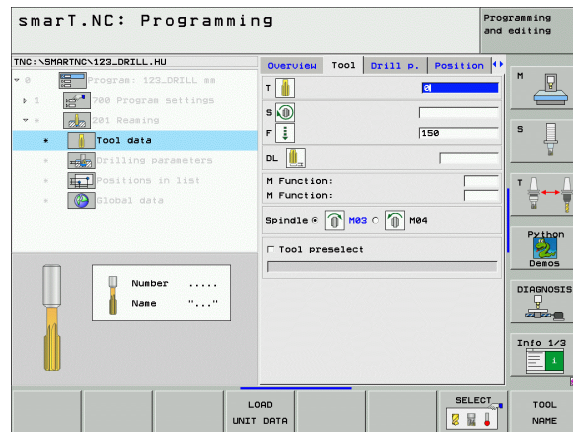 smarT.NC: Programming
Programming
and editing
TNC:\SMARTNC\123_DRILL.HU
0 Program: 123_DRILL mm
1 700 Program settings
* 201 Reaming
* Tool data
* Drilling parameters
* Positions in list
* Global data
Overview Tool Drill p. Position
T 0
S
F 150
DL
M Function:
M Function:
Spindle M03 M04
Tool preselect
Number .....
Name "..."
M
S
T
Python
Demos
DIAGNOSIS
Info 1/3
LOAD
UNIT DATA
SELECT
TOOL
NAME